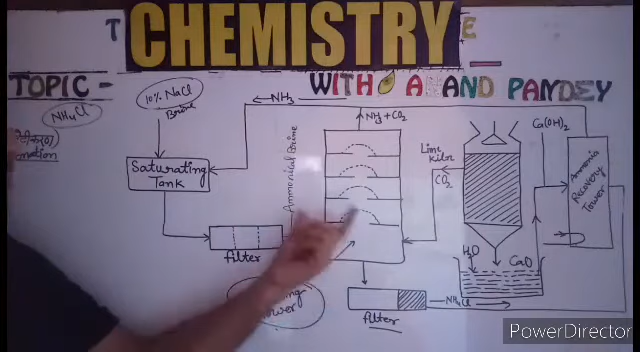 CHEMISTRY
TOPIC -
WITH A AND PANDEY
NH4Cl
10% NaCl
Brine
NH3
NH3+CO2
Saturating
Tank
Ammonical Brine
filter
Lime
Kiln
CO2
Ca(OH)2
Ammonia
Recovery
Tower
H2O
CaO
Tower
filter
NH4Cl
PowerDirector